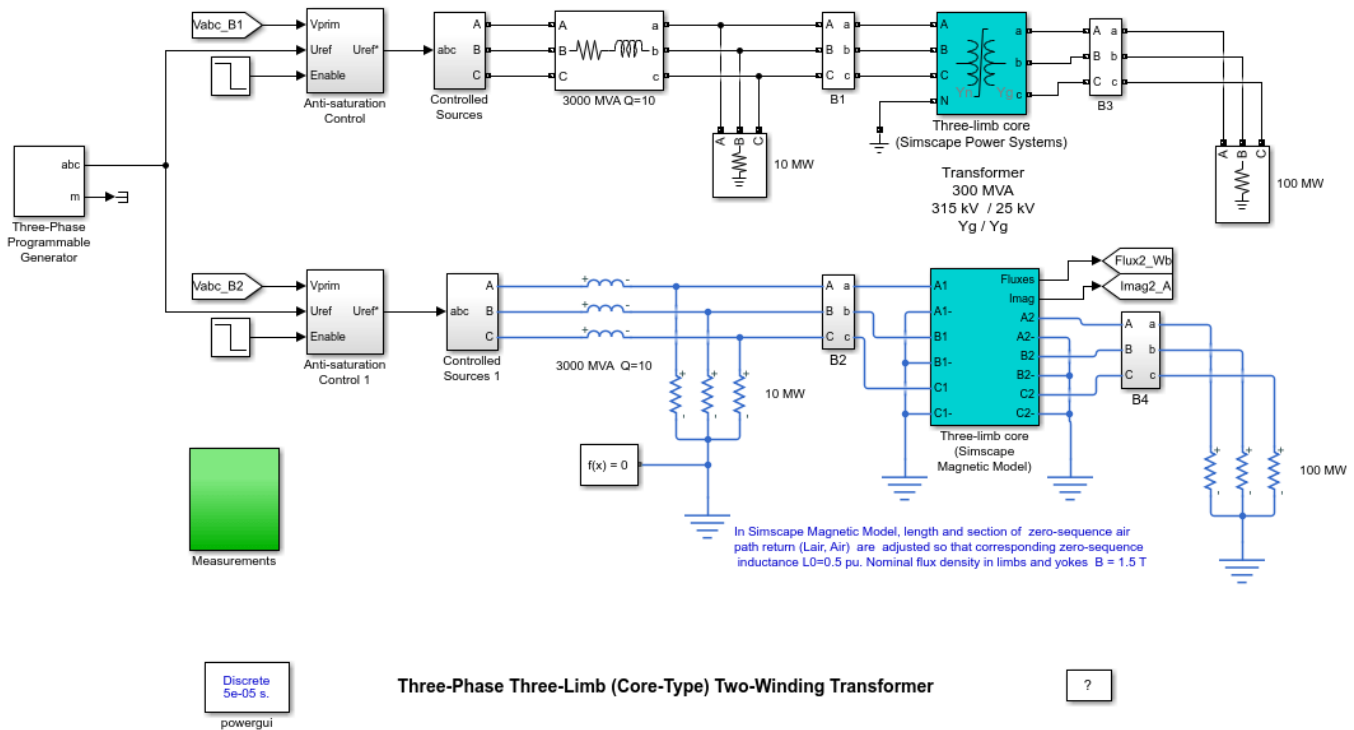 Vabc_B1
Vprim
Uref
Uref*
Enable
Anti-saturation
Control
abc
A
B
C
Controlled
Sources
A
B
C
a
b
c
3000 MVA Q=10
A
B
C
10 MW
A
B
C
a
b
c
B1
A
B
C
N
a
b
c
Yn
Yg
Three-limb core
(Simscape Power Systems)
Transformer
300 MVA
315 kV / 25 kV
Yg / Yg
A
B
C
a
b
c
B3
A
B
C
100 MW
abc
m
Three-Phase
Programmable
Generator
Vabc_B2
Vprim
Uref
Uref*
Enable
Anti-saturation
Control 1
abc
A
B
C
Controlled
Sources 1
+
-
+
-
+
-
3000 MVA Q=10
+
+
+
-
-
-
10 MW
f(x) = 0
A
B
C
a
b
c
B2
A1
A1-
B1
B1-
C1
C1-
Fluxes
Imag
A2
A2-
B2
B2-
C2
C2-
Three-limb core
(Simscape
Magnetic Model)
Flux2_Wb
Imag2_A
A
B
C
a
b
c
B4
+
+
+
-
-
-
100 MW
Measurements
In Simscape Magnetic Model, length and section of zero-sequence air
path return (Lair, Air) are adjusted so that corresponding zero-sequence
inductance L0=0.5 pu. Nominal flux density in limbs and yokes B = 1.5 T
Discrete
5e-05 s.
powergui
Three-Phase Three-Limb (Core-Type) Two-Winding Transformer
?